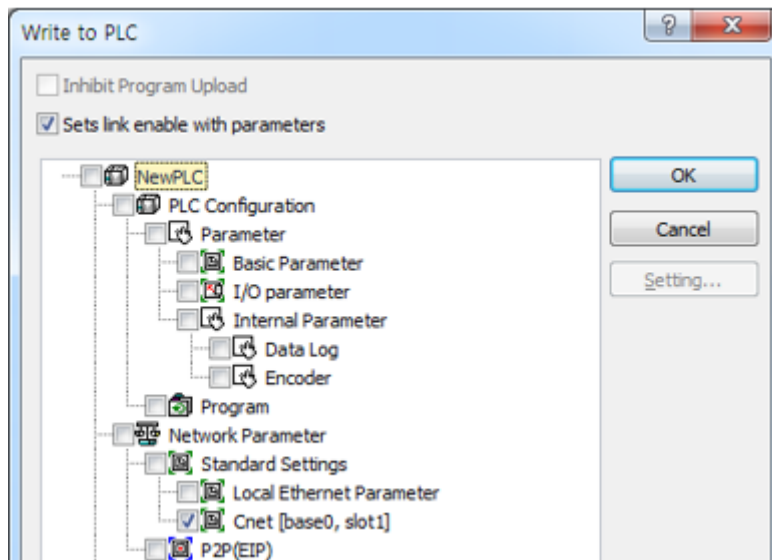 Write to PLC
Inhibit Program Upload
Sets link enable with parameters
NewPLC
OK
PLC Configuration
Parameter
Cancel
Basic Parameter
I/O parameter
Setting...
Internal Parameter
Data Log
Encoder
Program
Network Parameter
Standard Settings
Local Ethernet Parameter
Cnet [base0, slot1]
P2P(EIP)